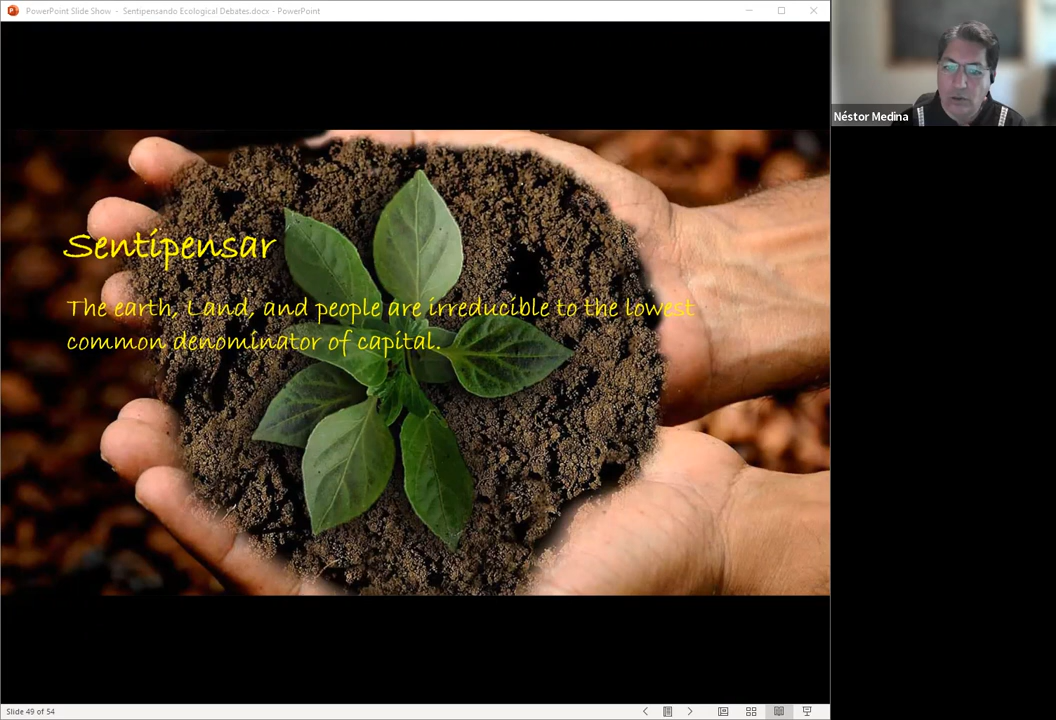 PowerPoint Slide Show - Sentipensando Ecological Debates.docx - PowerPoint
Néstor Medina
Sentipensar
The earth, Land, and people are irreducible to the lowest
common denominator of capital.
Slide 49 of 54